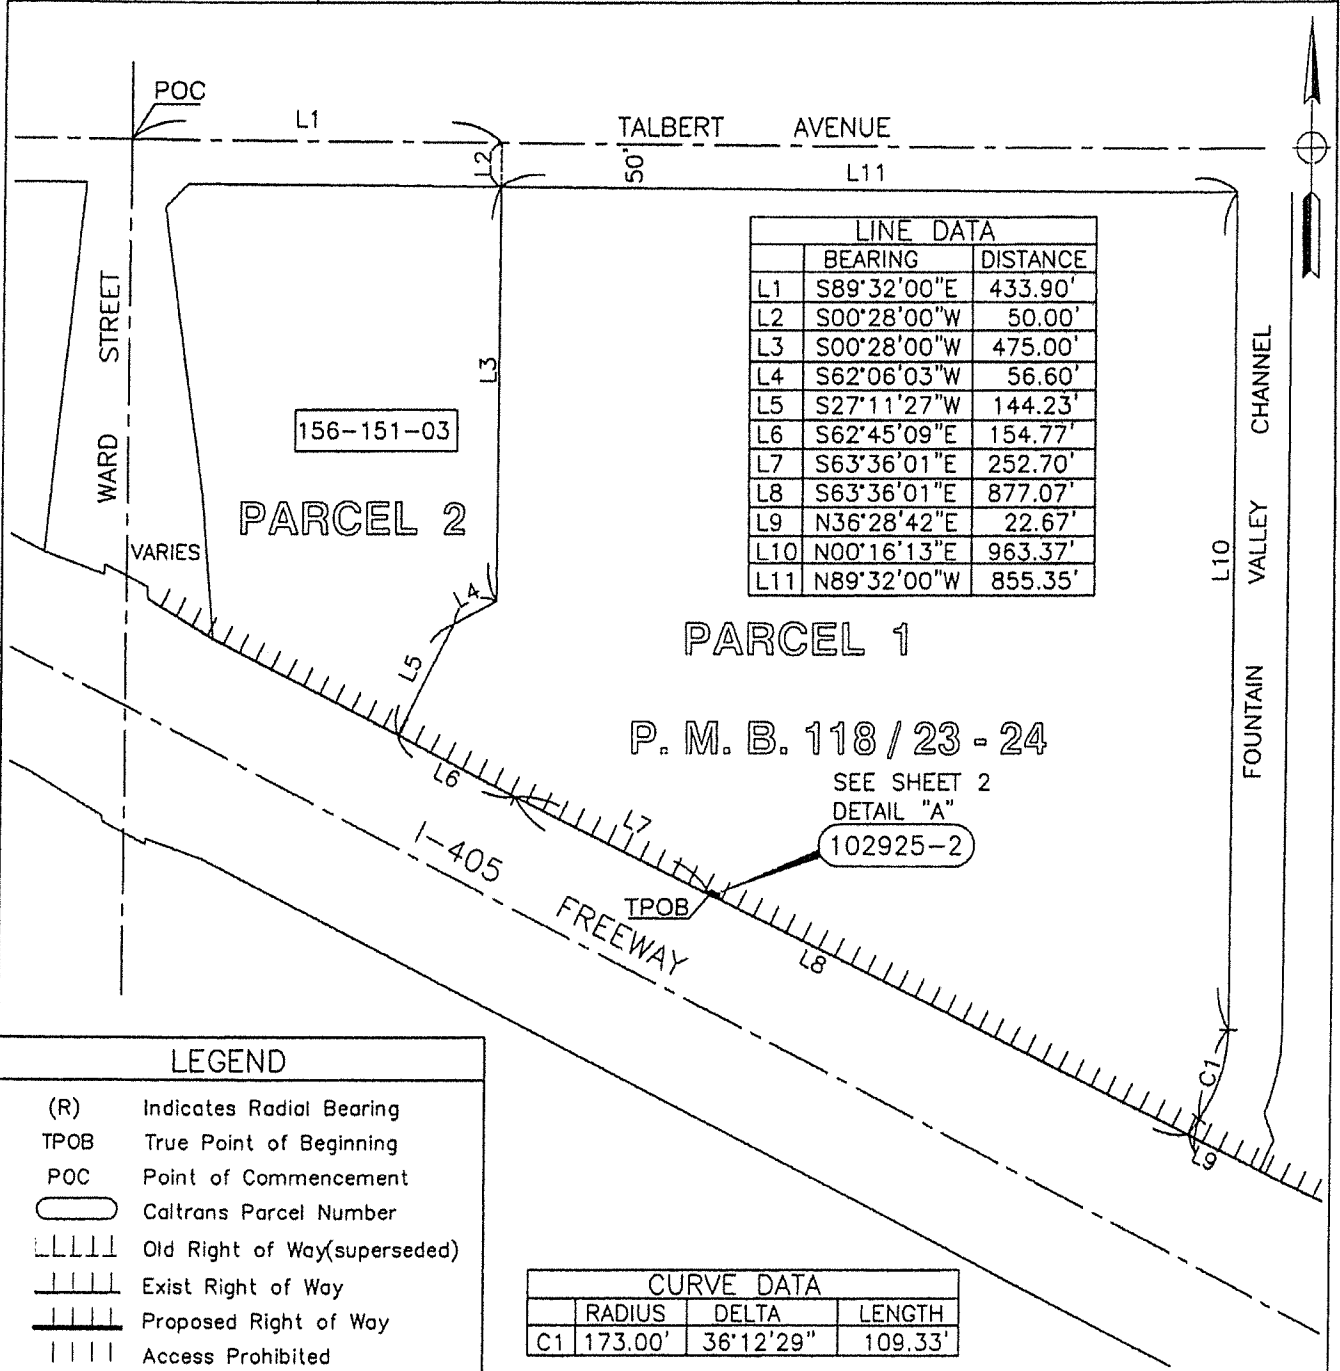 POC
L1
TALBERT AVENUE
L2
50'
L11
LINE DATA
BEARING DISTANCE
L1 S89°32'00"E 433.90'
L2 S00°28'00"W 50.00'
L3 S00°28'00"W 475.00'
L4 S62°06'03"W 56.60'
L5 S27°11'27"W 144.23'
L6 S62°45'09"E 154.77'
L7 S63°36'01"E 252.70'
L8 S63°36'01"E 877.07'
L9 N36°28'42"E 22.67'
L10 N00°16'13"E 963.37'
L11 N89°32'00"W 855.35'
WARD STREET
L3
156-151-03
PARCEL 2
VARIES
L4
L5
L10
FOUNTAIN VALLEY CHANNEL
PARCEL 1
P. M. B. 118 / 23 - 24
SEE SHEET 2
DETAIL "A"
102925-2
L6
L7
I-405 FREEWAY
TPOB
L8
C1
L9
LEGEND
(R) Indicates Radial Bearing
TPOB True Point of Beginning
POC Point of Commencement
Caltrans Parcel Number
Old Right of Way(superseded)
Exist Right of Way
Proposed Right of Way
Access Prohibited
CURVE DATA
RADIUS DELTA LENGTH
C1 173.00' 36°12'29" 109.33'